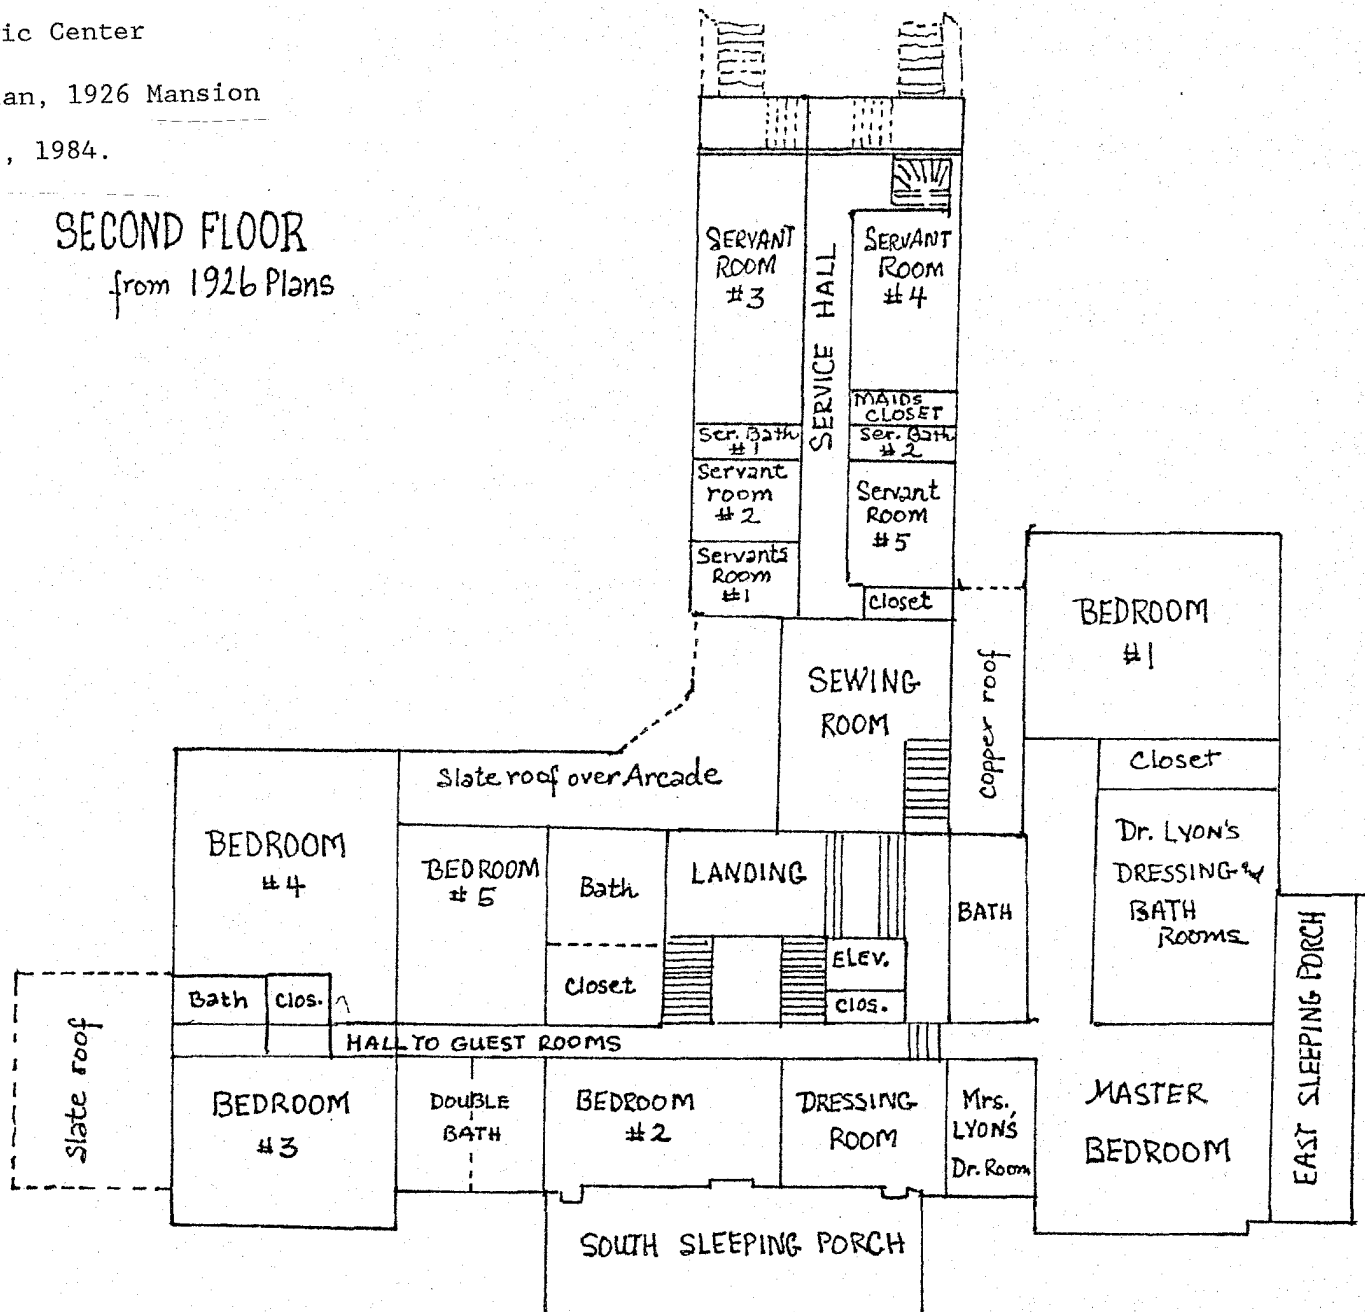 ic Center
an, 1926 Mansion
, 1984.
SECOND FLOOR
from 1926 Plans
SERVANT
ROOM
#3
SERVICE HALL
SERVANT
ROOM
#4
MAIDS
CLOSET
Ser. Bath
#1
Ser. Bath
#2
Servant
room
#2
Servant
Room
#5
Servants
Room
#1
closet
BEDROOM
#1
SEWING
ROOM
copper roof
Closet
Slate roof over Arcade
Dr. LYON'S
DRESSING &
BATH
ROOMS
BEDROOM
#4
BEDROOM
#5
Bath
LANDING
BATH
ELEV.
Closet
Clos.
Bath
Clos.
HALL TO GUEST ROOMS
Slate roof
EAST SLEEPING PORCH
BEDROOM
#3
DOUBLE
BATH
BEDROOM
#2
DRESSING
ROOM
Mrs.
LYON'S
Dr. Room
MASTER
BEDROOM
SOUTH SLEEPING PORCH